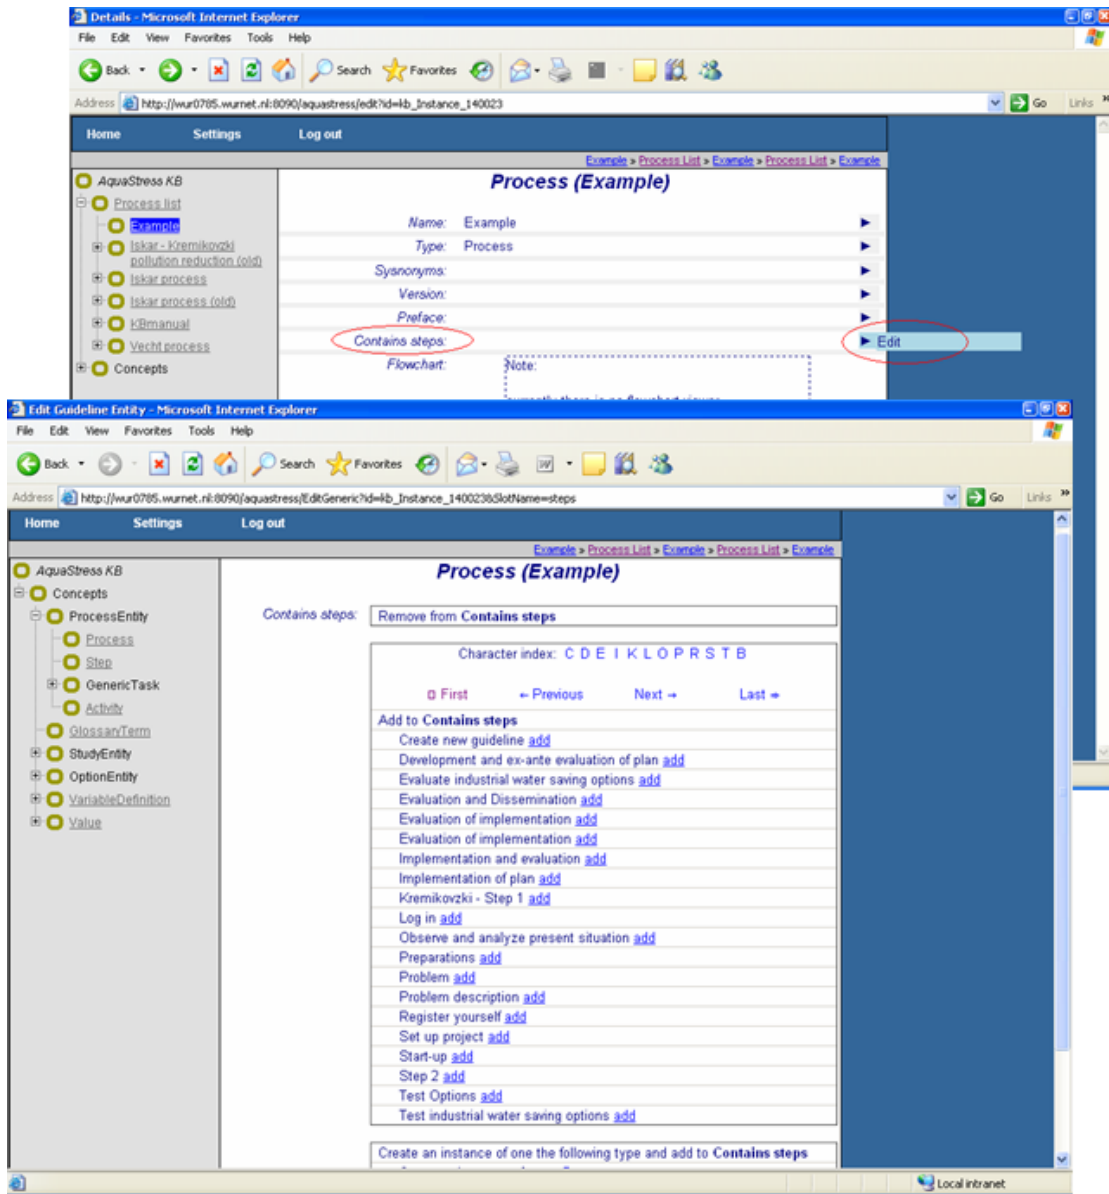 Details - Microsoft Internet Explorer
File Edit View Favorites Tools Help
Back Search Favorites
Address http://wur0785.wurnet.nl:8090/aquastress/edit?id=kb_Instance_140023 Go Links »
Home Settings Log out
Example » Process List » Example » Process List » Example
AquaStress KB
Process (Example)
Process list
Example
Name: Example
Iskar - Kremikovzki
Type: Process
pollution reduction (old)
Sysnonyms:
Iskar process
Version:
Iskar process (old)
Preface:
KBmanual
Contains steps: Edit
Vecht process
Flowchart: Note:
Concepts
currently there is no flowchart viewer
Edit Guideline Entity - Microsoft Internet Explorer
File Edit View Favorites Tools Help
Back Search Favorites
Address http://wur0785.wurnet.nl:8090/aquastress/EditGeneric?id=kb_Instance_140023&SlotName=steps Go Links »
Home Settings Log out
Example » Process List » Example » Process List » Example
AquaStress KB
Process (Example)
Concepts
ProcessEntity
Process
Step
GenericTask
Activity
GlossaryTerm
StudyEntity
OptionEntity
VariableDefinition
Value
Contains steps: Remove from Contains steps
Character index: C D E I K L O P R S T B
First ← Previous Next → Last ⇒
Add to Contains steps
Create new guideline add
Development and ex-ante evaluation of plan add
Evaluate industrial water saving options add
Evaluation and Dissemination add
Evaluation of implementation add
Evaluation of implementation add
Implementation and evaluation add
Implementation of plan add
Kremikovzki - Step 1 add
Log in add
Observe and analyze present situation add
Preparations add
Problem add
Problem description add
Register yourself add
Set up project add
Start-up add
Step 2 add
Test Options add
Test industrial water saving options add
Create an instance of one the following type and add to Contains steps
Local intranet